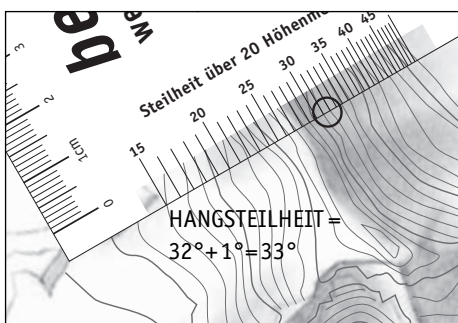 be
we
Steilheit über 20 Höhenm
15 20 25 30 35 40 45
3
2
1cm
0
HANGSTEILHEIT =
32°+1°=33°